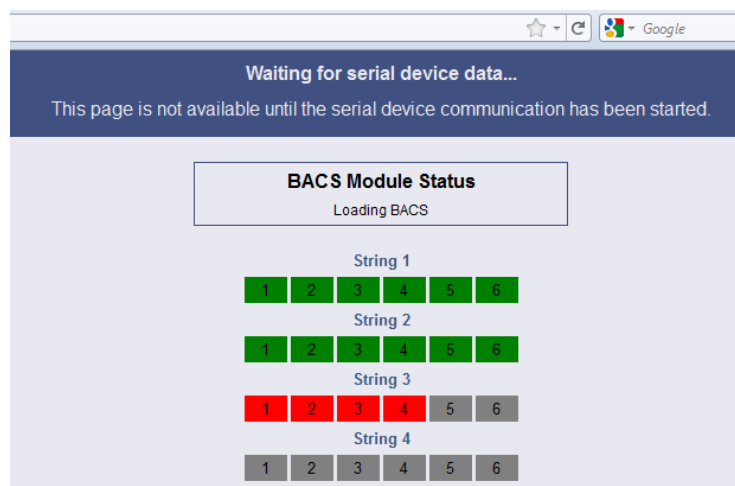 Google
Waiting for serial device data...
This page is not available until the serial device communication has been started.
BACS Module Status
Loading BACS
String 1
1 2 3 4 5 6
String 2
1 2 3 4 5 6
String 3
1 2 3 4 5 6
String 4
1 2 3 4 5 6